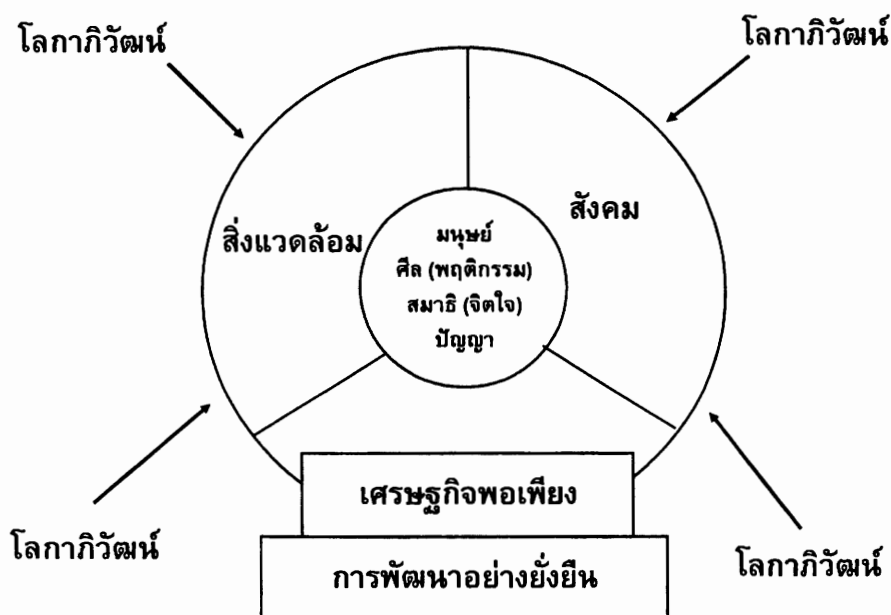 โลกาภิวัฒน์
โลกาภิวัฒน์
สิ่งแวดล้อม
สังคม
มนุษย์
ศีล (พฤติกรรม)
สมาธิ (จิตใจ)
ปัญญา
เศรษฐกิจพอเพียง
โลกาภิวัฒน์
โลกาภิวัฒน์
การพัฒนาอย่างยั่งยืน